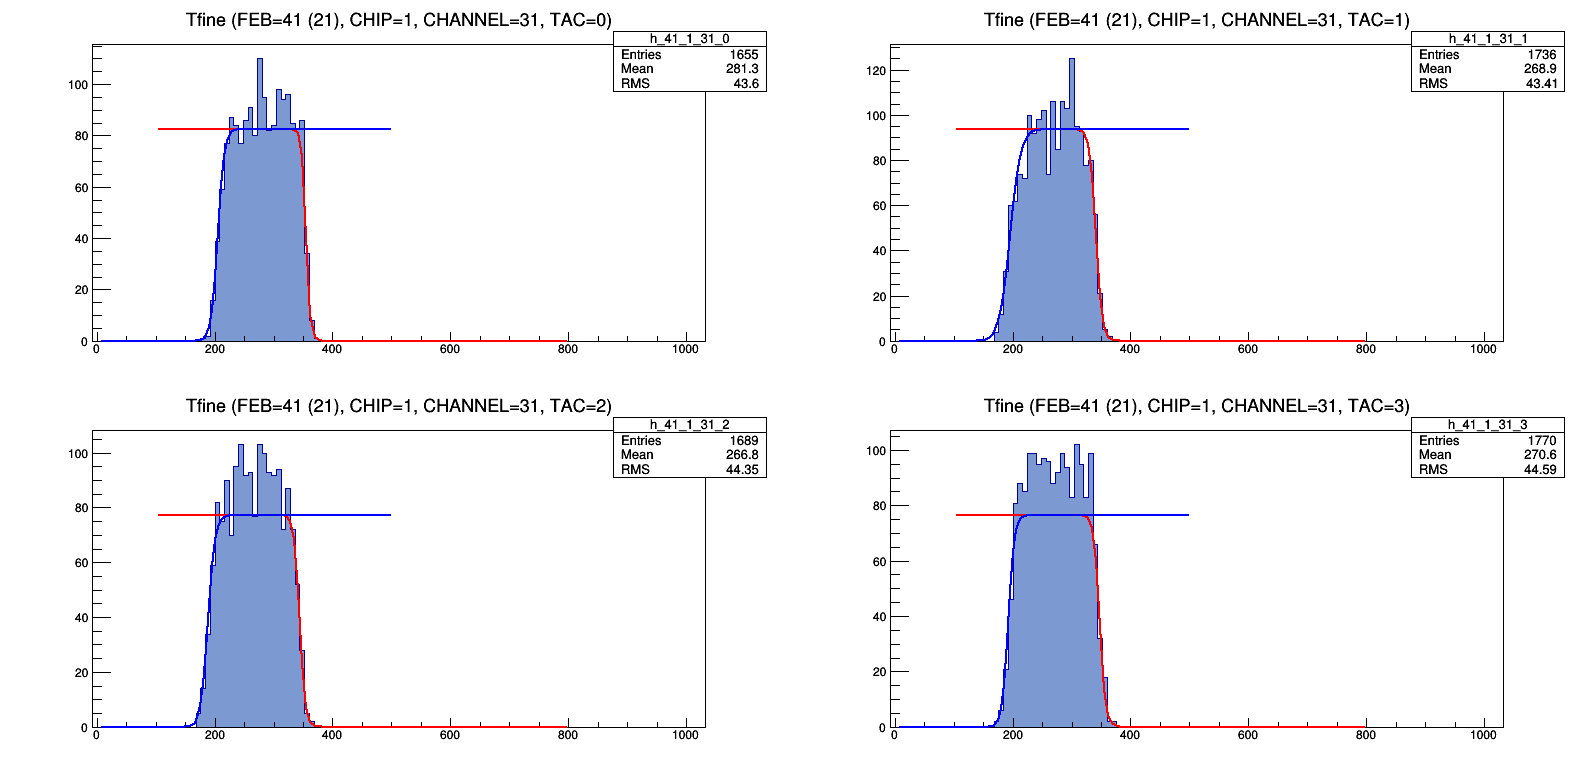 Tfine (FEB=41 (21), CHIP=1, CHANNEL=31, TAC=0)
h_41_1_31_0
Entries 1655
Mean 281.3
RMS 43.6
100
80
60
40
20
0
0 200 400 600 800 1000
Tfine (FEB=41 (21), CHIP=1, CHANNEL=31, TAC=1)
h_41_1_31_1
Entries 1736
Mean 268.9
RMS 43.41
120
100
80
60
40
20
0
0 200 400 600 800 1000
Tfine (FEB=41 (21), CHIP=1, CHANNEL=31, TAC=2)
h_41_1_31_2
Entries 1689
Mean 266.8
RMS 44.35
100
80
60
40
20
0
0 200 400 600 800 1000
Tfine (FEB=41 (21), CHIP=1, CHANNEL=31, TAC=3)
h_41_1_31_3
Entries 1770
Mean 270.6
RMS 44.59
100
80
60
40
20
0
0 200 400 600 800 1000